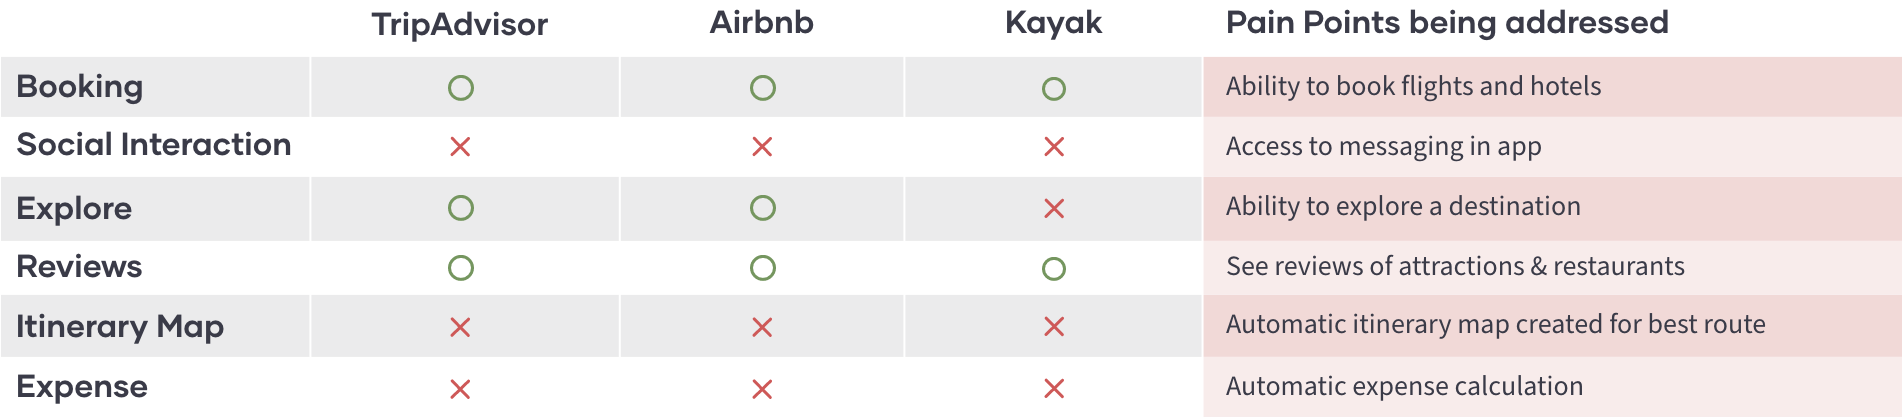 TripAdvisor Airbnb Kayak Pain Points being addressed
Booking Ability to book flights and hotels
Social Interaction Access to messaging in app
Explore Ability to explore a destination
Reviews See reviews of attractions & restaurants
Itinerary Map Automatic itinerary map created for best route
Expense Automatic expense calculation